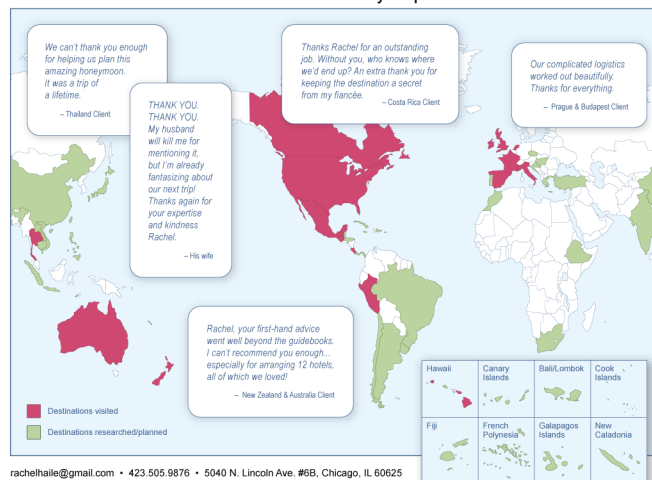 We can't thank you enough
for helping us plan this
amazing honeymoon.
It was a trip of
a lifetime.
– Thailand Client
THANK YOU.
THANK YOU.
My husband
will kill me for
mentioning it,
but I'm already
fantasizing about
our next trip!
Thanks again for
your expertise
and kindness
Rachel.
– His wife
Thanks Rachel for an outstanding
job. Without you, who knows where
we'd end up? An extra thank you for
keeping the destination a secret
from my fiancée.
– Costa Rica Client
Our complicated logistics
worked out beautifully.
Thanks for everything.
– Prague & Budapest Client
Rachel, your first-hand advice
went well beyond the guidebooks.
I can't recommend you enough...
especially for arranging 12 hotels,
all of which we loved!
– New Zealand & Australia Client
Destinations visited
Destinations researched/planned
Hawaii
Canary
Islands
Bali/Lombok
Cook
Islands
Fiji
French
Polynesia
Galapagos
Islands
New
Caladonia
rachelhaile@gmail.com • 423.505.9876 • 5040 N. Lincoln Ave. #6B, Chicago, IL 60625